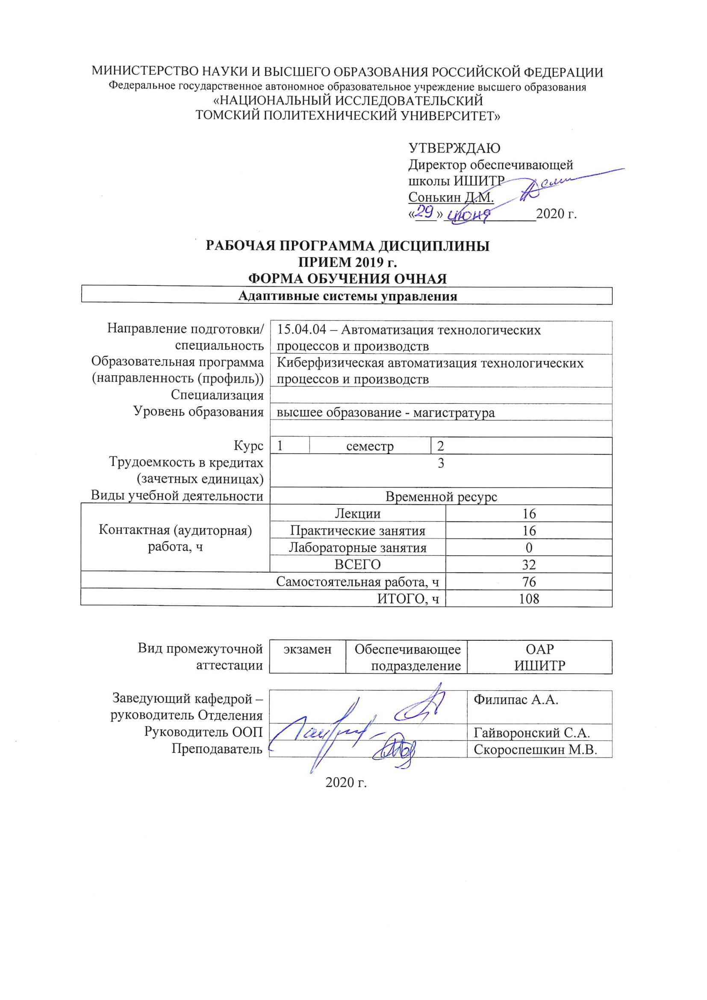 МИНИСТЕРСТВО НАУКИ И ВЫСШЕГО ОБРАЗОВАНИЯ РОССИЙСКОЙ ФЕДЕРАЦИИ
Федеральное государственное автономное образовательное учреждение высшего образования
«НАЦИОНАЛЬНЫЙ ИССЛЕДОВАТЕЛЬСКИЙ
ТОМСКИЙ ПОЛИТЕХНИЧЕСКИЙ УНИВЕРСИТЕТ»
УТВЕРЖДАЮ
Директор обеспечивающей
школы ИШИТР
Сонькин Д.М.
«29» июня 2020 г.
РАБОЧАЯ ПРОГРАММА ДИСЦИПЛИНЫ
ПРИЕМ 2019 г.
ФОРМА ОБУЧЕНИЯ ОЧНАЯ
Адаптивные системы управления
Направление подготовки/ 15.04.04 – Автоматизация технологических
специальность процессов и производств
Образовательная программа Киберфизическая автоматизация технологических
(направленность (профиль)) процессов и производств
Специализация
Уровень образования высшее образование - магистратура
Курс 1 семестр 2
Трудоемкость в кредитах 3
(зачетных единицах)
Виды учебной деятельности Временной ресурс
Лекции 16
Контактная (аудиторная) Практические занятия 16
работа, ч Лабораторные занятия 0
ВСЕГО 32
Самостоятельная работа, ч 76
ИТОГО, ч 108
Вид промежуточной экзамен Обеспечивающее ОАР
аттестации подразделение ИШИТР
Заведующий кафедрой – Филипас А.А.
руководитель Отделения
Руководитель ООП Гайворонский С.А.
Преподаватель Скороспешкин М.В.
2020 г.